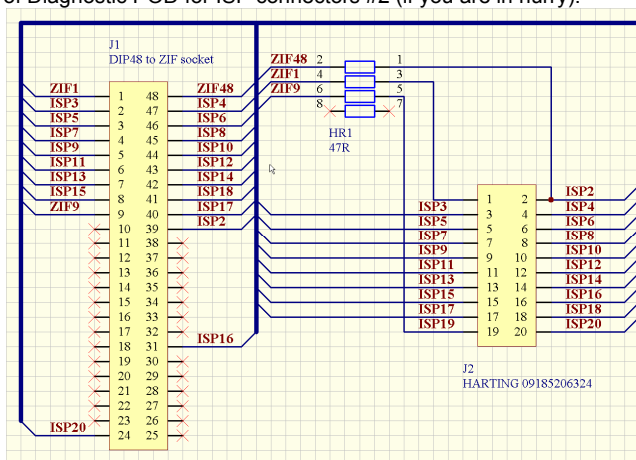 of Diagnostic POD for ISP connectors #2 (if you are in hurry).
J1
DIP48 to ZIF socket
ZIF1 1 48 ZIF48
ISP3 2 47 ISP4
ISP5 3 46 ISP6
ISP7 4 45 ISP8
ISP9 5 44 ISP10
ISP11 6 43 ISP12
ISP13 7 42 ISP14
ISP15 8 41 ISP18
ZIF9 9 40 ISP17
10 39 ISP2
11 38
12 37
13 36
14 35
15 34
16 33
17 32
18 31 ISP16
19 30
20 29
21 28
22 27
23 26
ISP20 24 25
ZIF48 2 1
ZIF1 4 3
ZIF9 6 5
8 7
HR1
47R
1 2 ISP2
ISP3 3 4 ISP4
ISP5 5 6 ISP6
ISP7 7 8 ISP8
ISP9 9 10 ISP10
ISP11 11 12 ISP12
ISP13 13 14 ISP14
ISP15 15 16 ISP16
ISP17 17 18 ISP18
ISP19 19 20 ISP20
J2
HARTING 09185206324